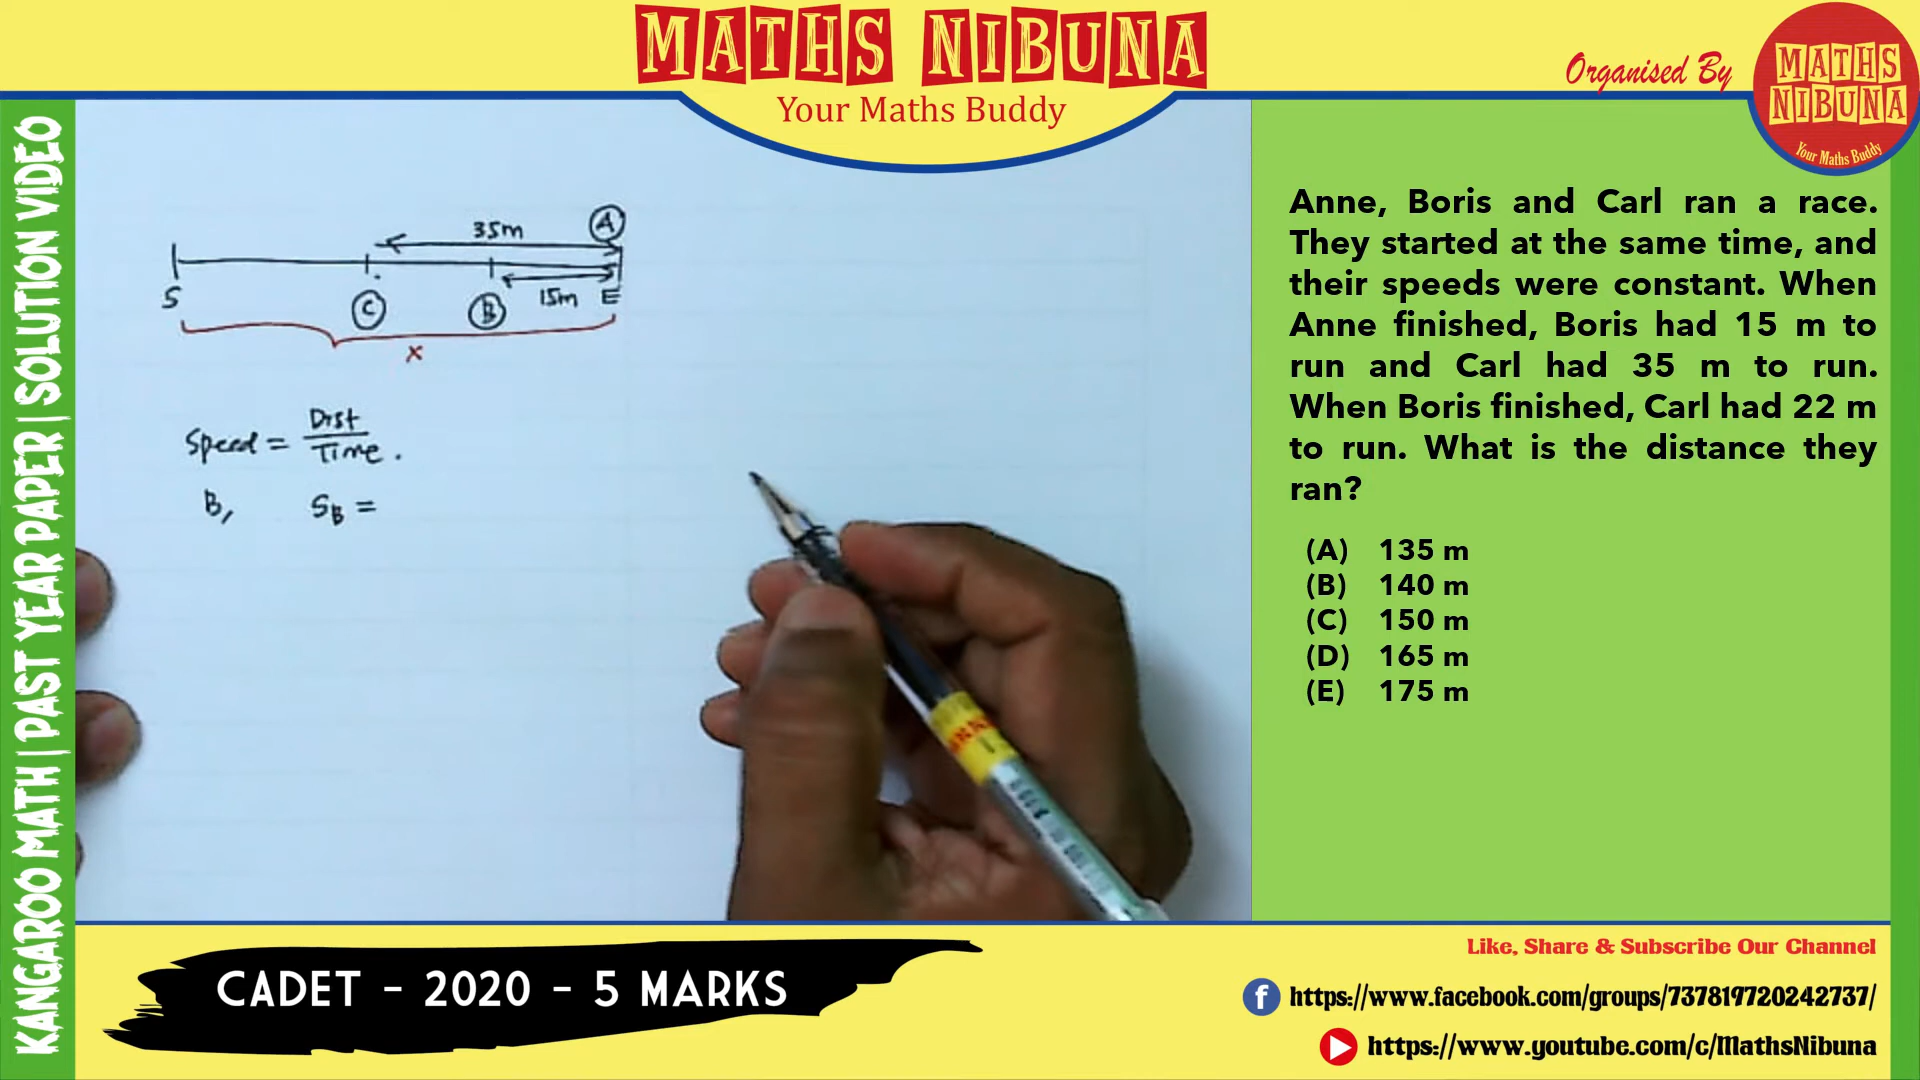 MATHS NIBUNA
Your Maths Buddy
Organised By
MATHS
NIBUNA
Your Maths Buddy
KANGAROO MATH | PAST YEAR PAPER | SOLUTION VIDEO
35m
A
S
C
B
15m
E
x
Speed = Dist
Time.
B, SB =
Anne, Boris and Carl ran a race.
They started at the same time, and
their speeds were constant. When
Anne finished, Boris had 15 m to
run and Carl had 35 m to run.
When Boris finished, Carl had 22 m
to run. What is the distance they
ran?
(A) 135 m
(B) 140 m
(C) 150 m
(D) 165 m
(E) 175 m
CADET - 2020 - 5 MARKS
Like, Share & Subscribe Our Channel
f https://www.facebook.com/groups/737819720242737/
https://www.youtube.com/c/MathsNibuna